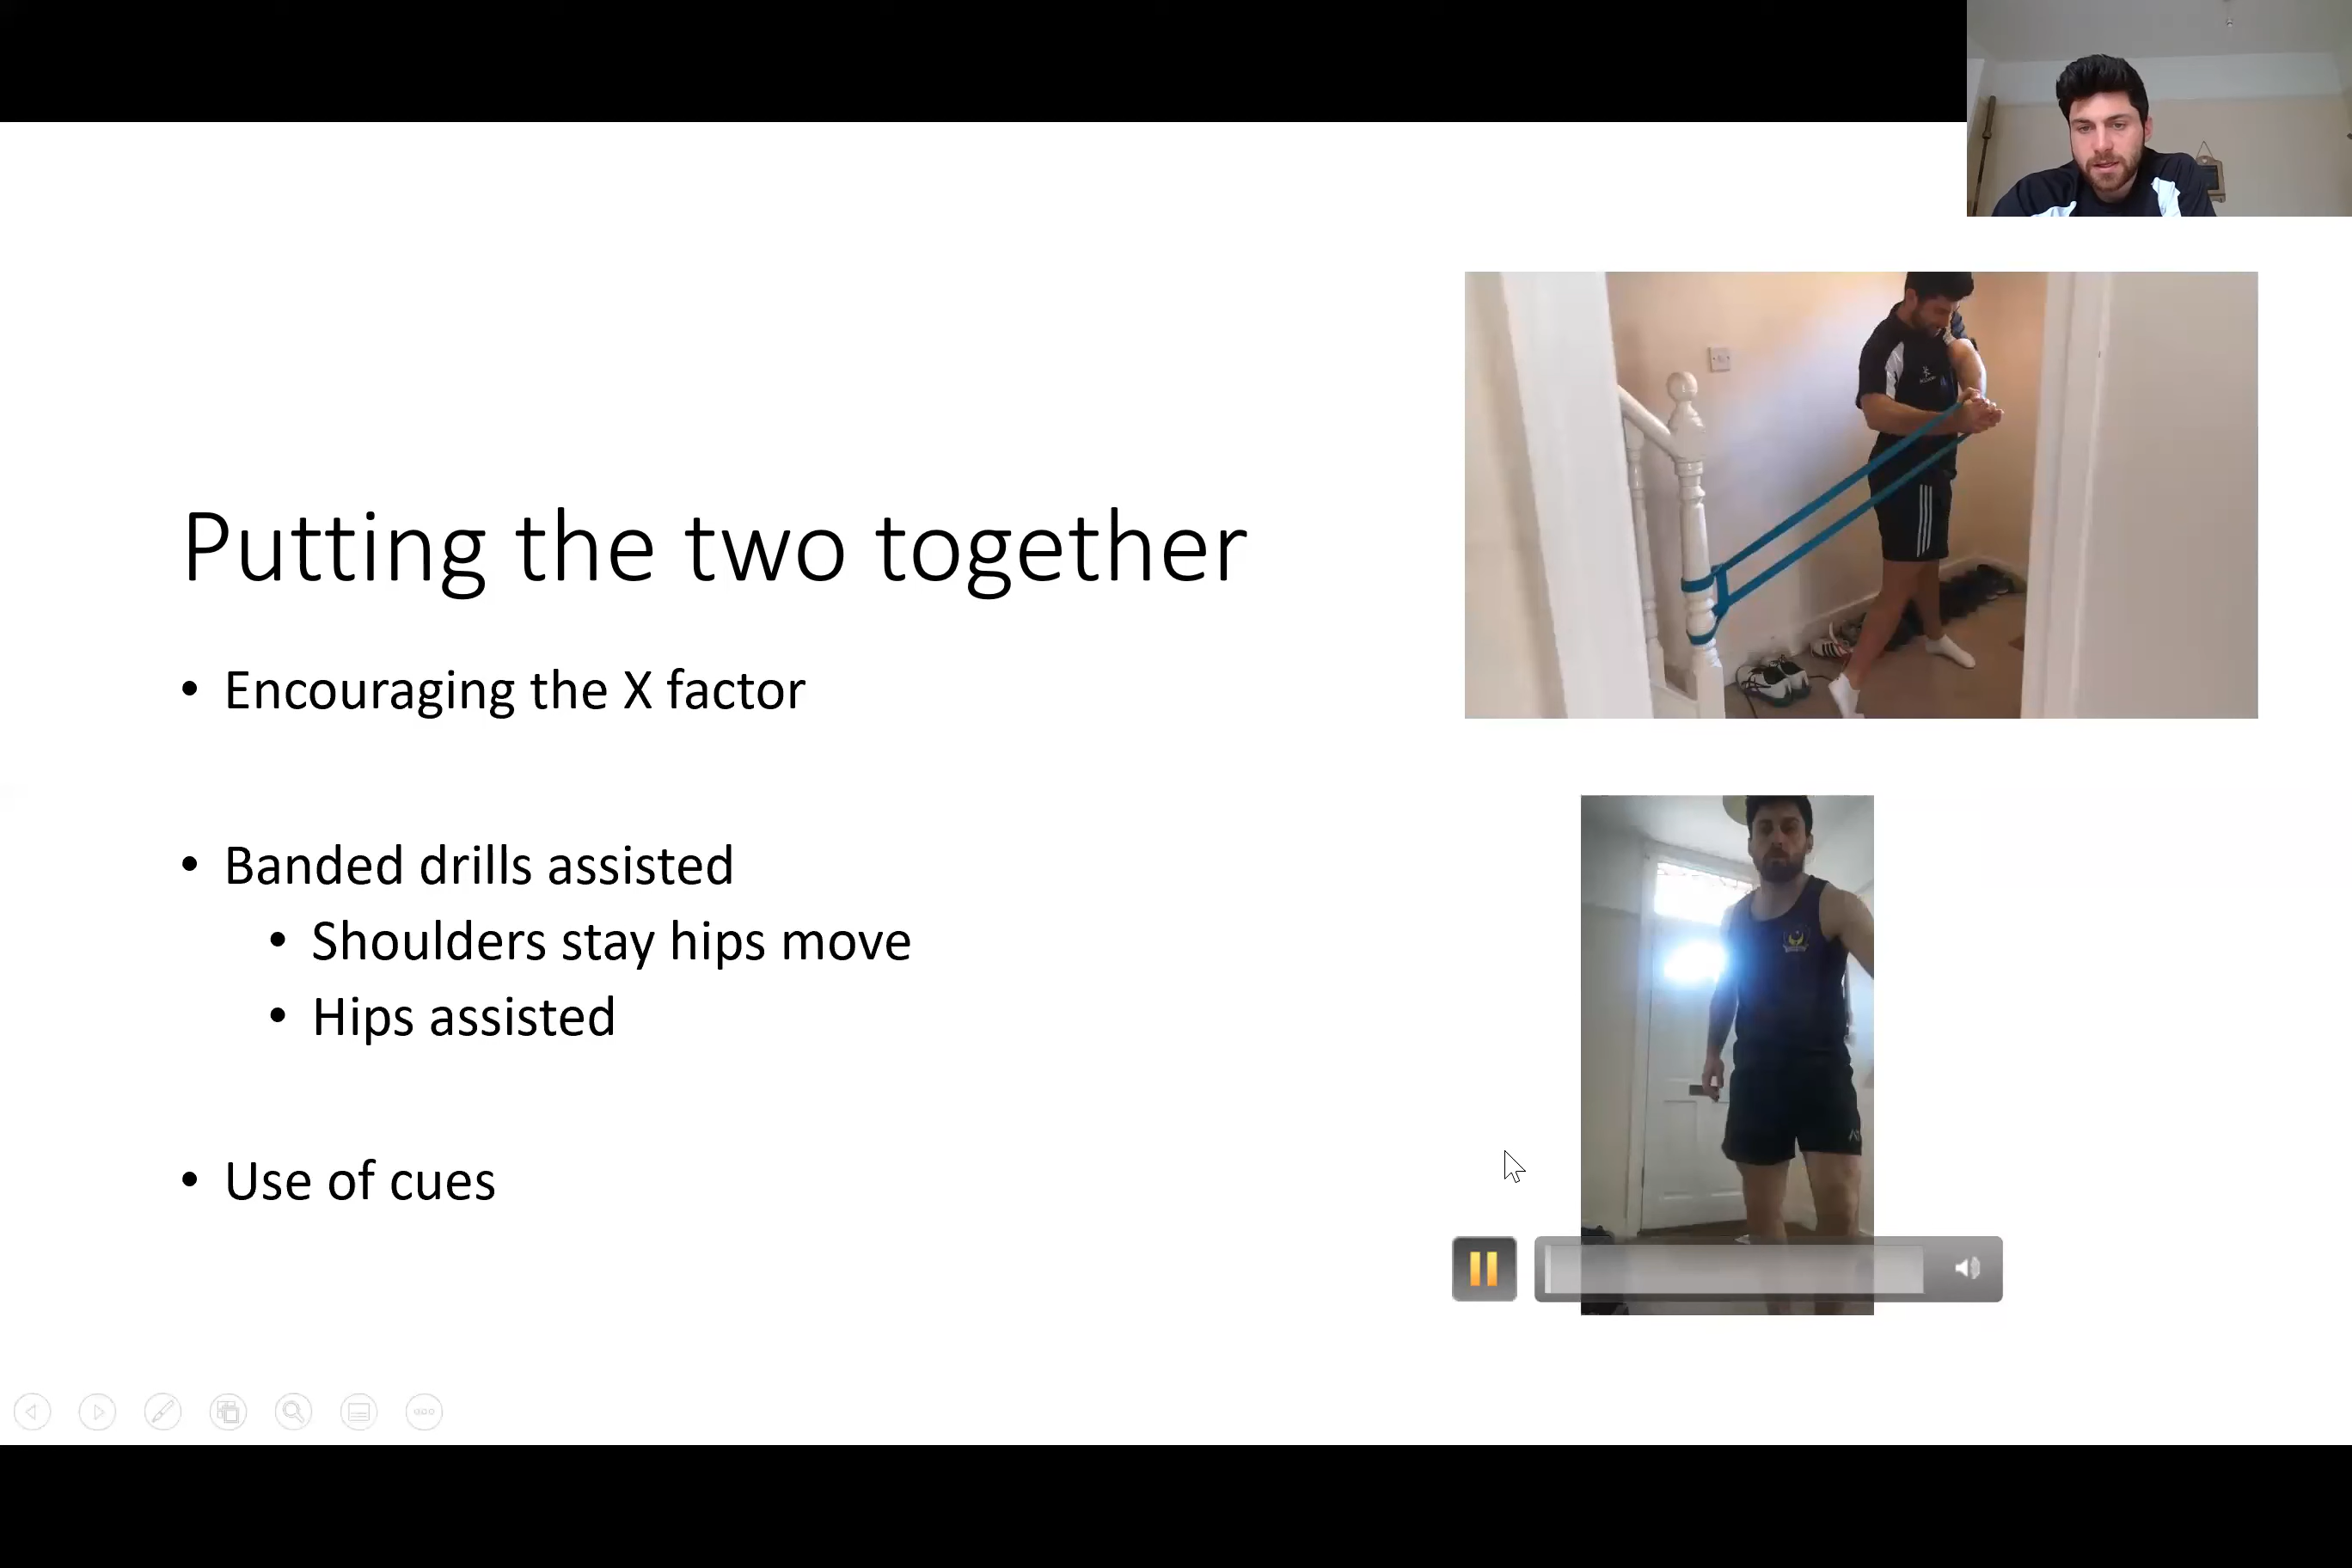 Putting the two together
• Encouraging the X factor
• Banded drills assisted
• Shoulders stay hips move
• Hips assisted
• Use of cues